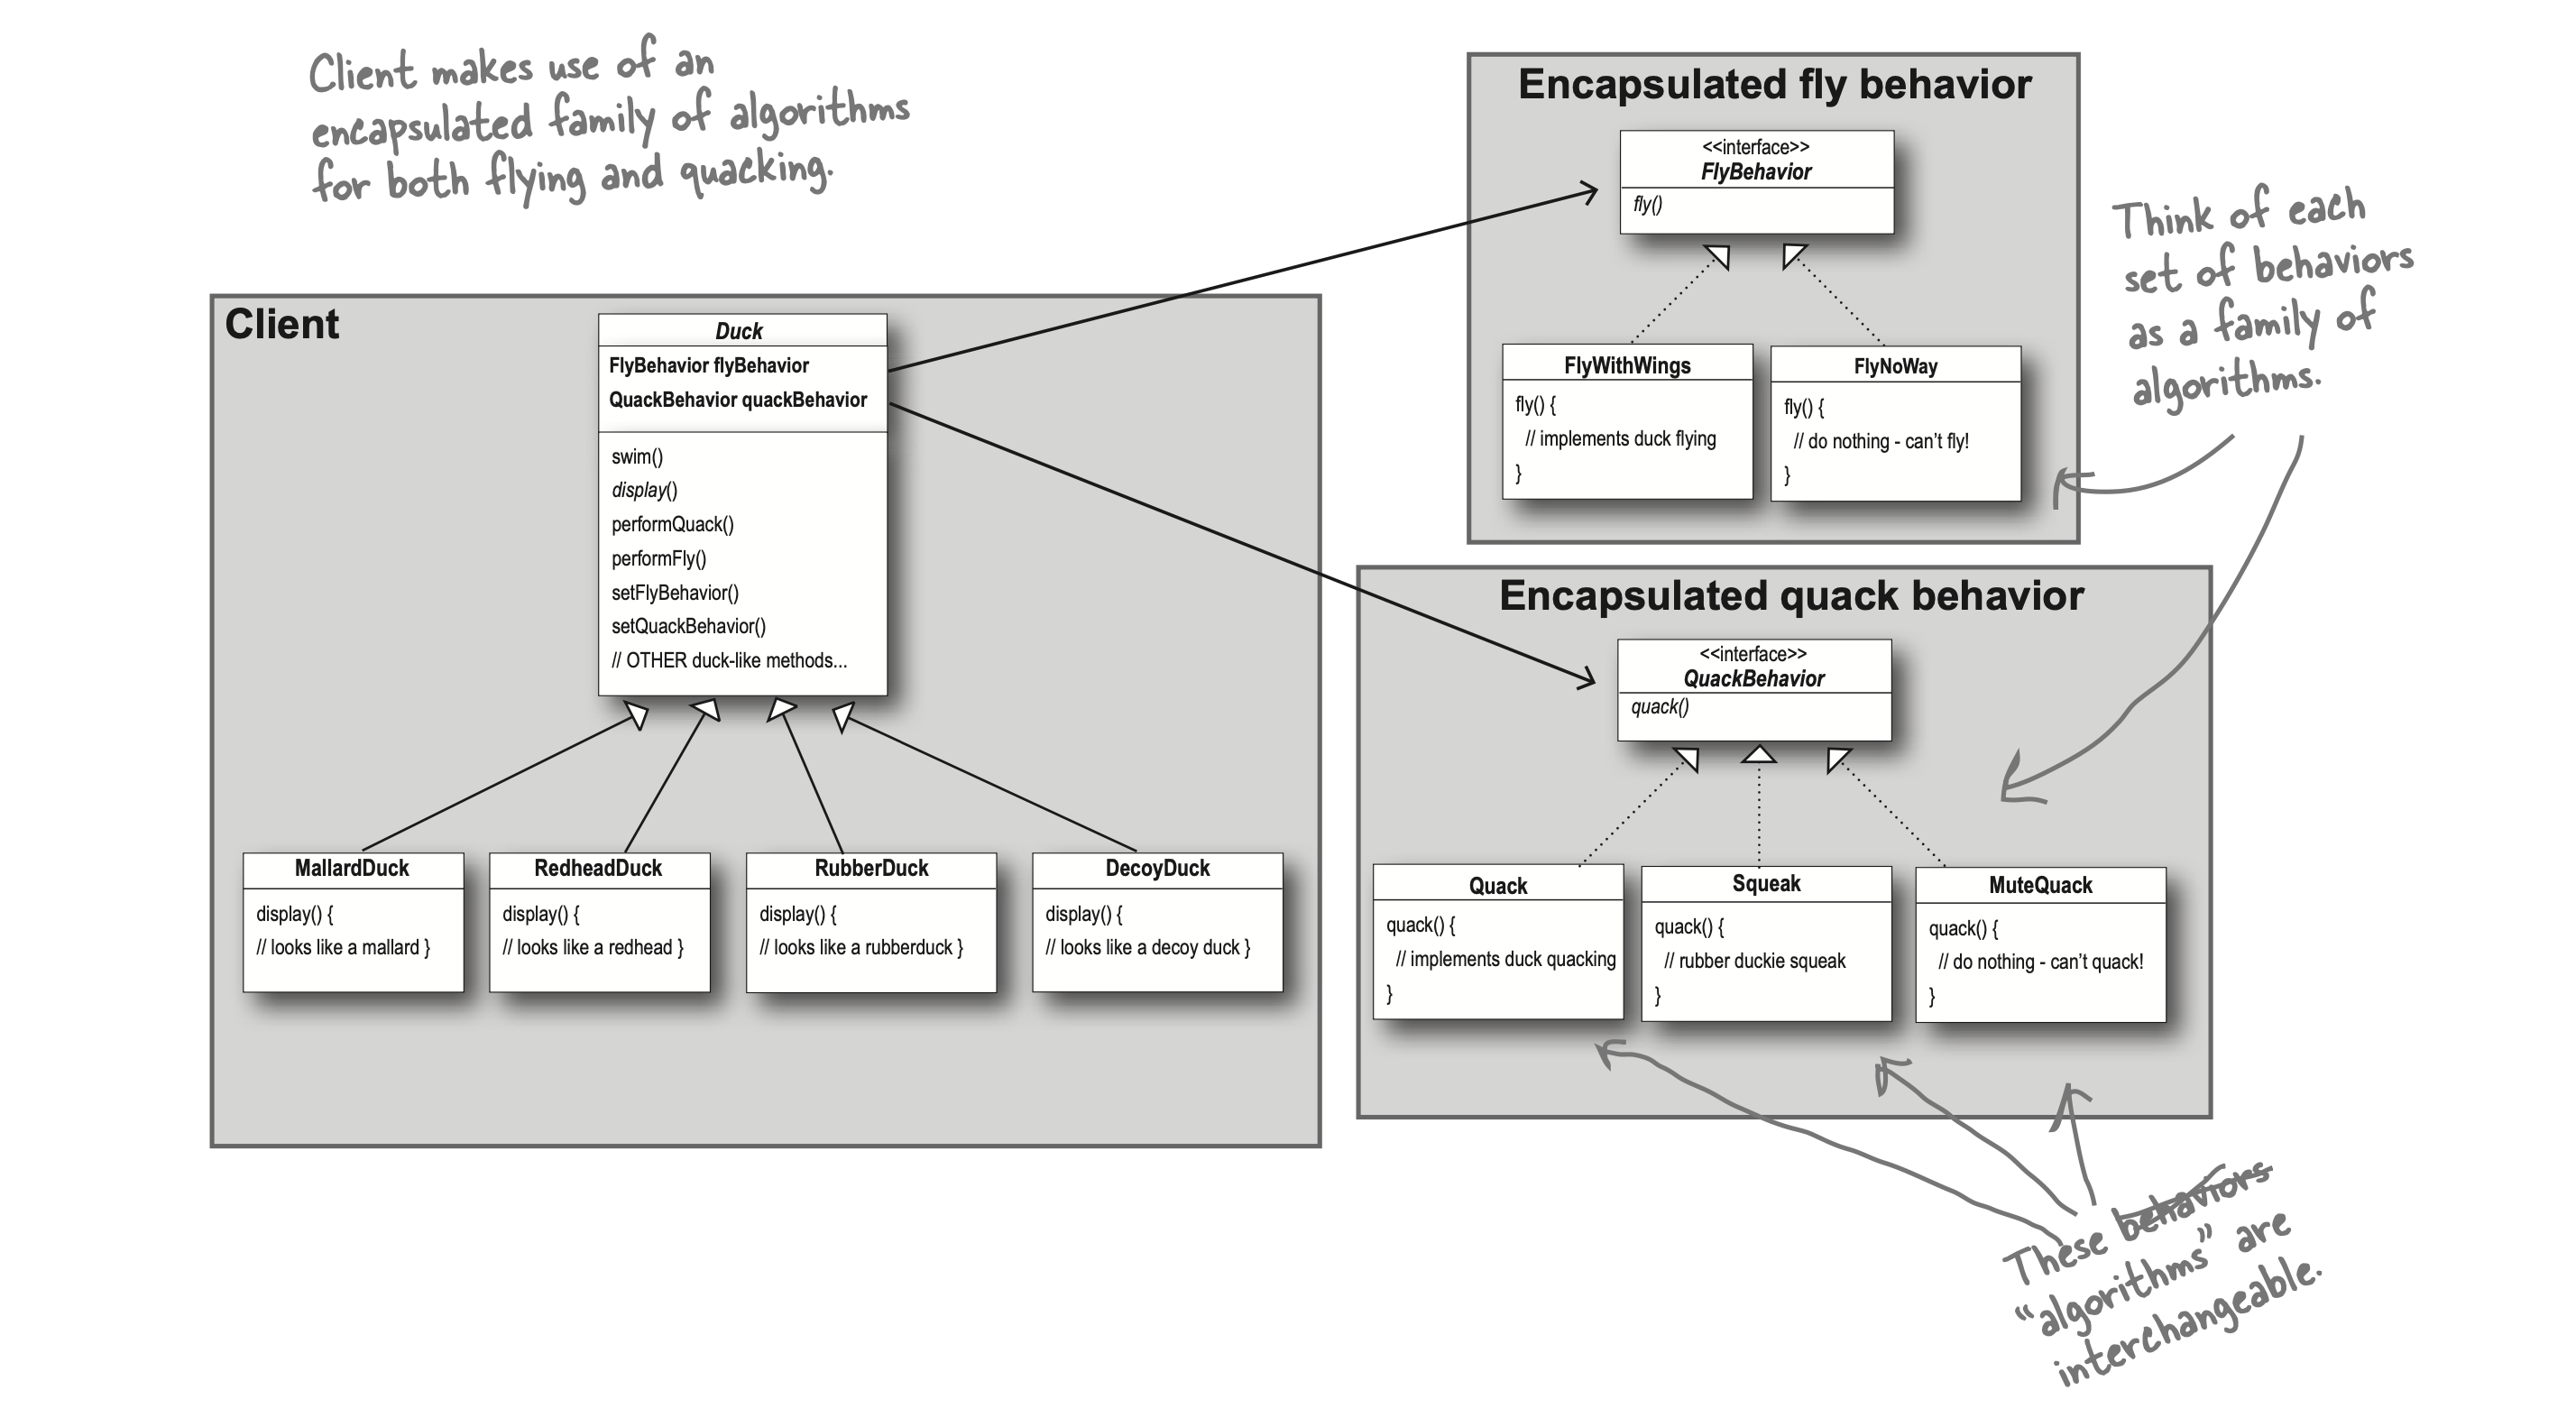 Client makes use of an
encapsulated family of algorithms
for both flying and quacking.
Encapsulated fly behavior
<<interface>>
FlyBehavior
fly()
FlyWithWings
fly() {
// implements duck flying
}
FlyNoWay
fly() {
// do nothing - can't fly!
}
Think of each
set of behaviors
as a family of
algorithms.
Client
Duck
FlyBehavior flyBehavior
QuackBehavior quackBehavior
swim()
display()
performQuack()
performFly()
setFlyBehavior()
setQuackBehavior()
// OTHER duck-like methods...
MallardDuck
display() {
// looks like a mallard }
RedheadDuck
display() {
// looks like a redhead }
RubberDuck
display() {
// looks like a rubberduck }
DecoyDuck
display() {
// looks like a decoy duck }
Encapsulated quack behavior
<<interface>>
QuackBehavior
quack()
Quack
quack() {
// implements duck quacking
}
Squeak
quack() {
// rubber duckie squeak
}
MuteQuack
quack() {
// do nothing - can't quack!
}
These behaviors
“algorithms” are
interchangeable.